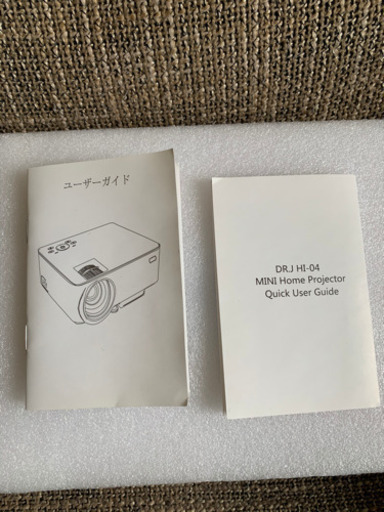 ユーザーガイド
DR.J HI-04
MINI Home Projector
Quick User Guide